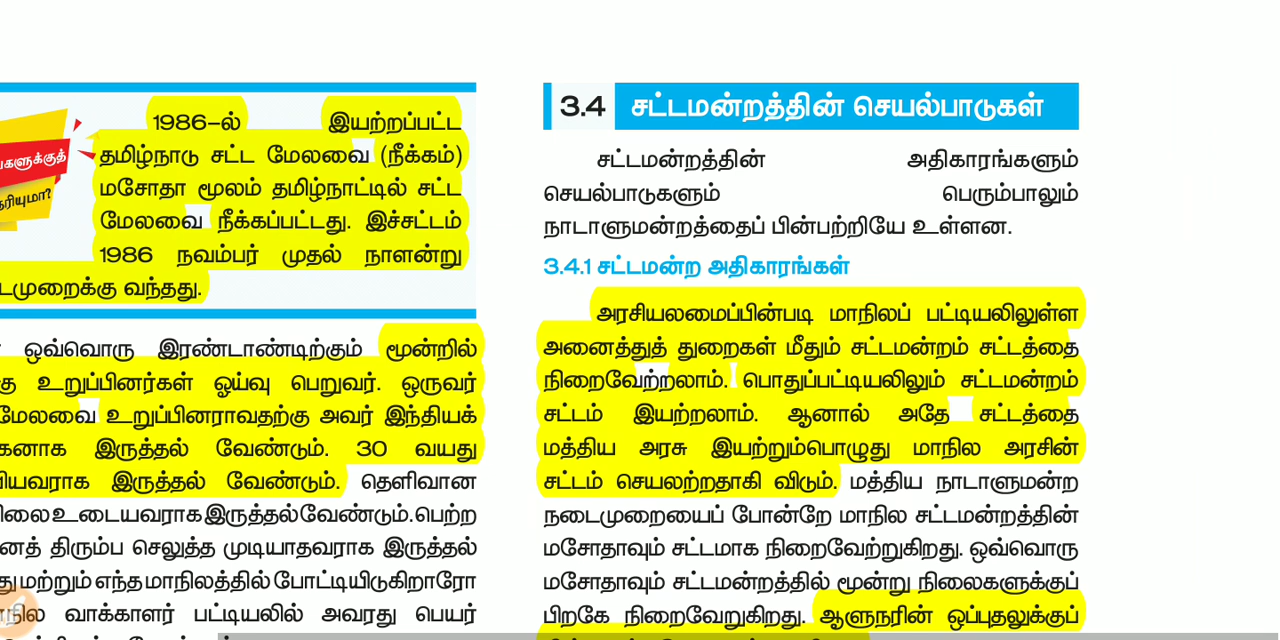 1986-ல் இயற்றப்பட்ட
தமிழ்நாடு சட்ட மேலவை (நீக்கம்)
மசோதா மூலம் தமிழ்நாட்டில் சட்ட
மேலவை நீக்கப்பட்டது. இச்சட்டம்
1986 நவம்பர் முதல் நாளன்று
வந்தது.
ஒவ்வொரு இரண்டாண்டிற்கும் மூன்றில்
உறுப்பினர்கள் ஓய்வு பெறுவர். ஒருவர்
மேலவை உறுப்பினராவதற்கு அவர் இந்தியக்
இருத்தல் வேண்டும். 30 வயது
இருத்தல் வேண்டும். தெளிவான
உடையவராக இருத்தல் வேண்டும். பெற்ற
திரும்ப செலுத்த முடியாதவராக இருத்தல்
மற்றும் எந்த மாநிலத்தில் போட்டியிடுகிறாரோ
வாக்காளர் பட்டியலில் அவரது பெயர்
3.4 சட்டமன்றத்தின் செயல்பாடுகள்
சட்டமன்றத்தின் அதிகாரங்களும்
செயல்பாடுகளும் பெரும்பாலும்
நாடாளுமன்றத்தைப் பின்பற்றியே உள்ளன.
3.4.1 சட்டமன்ற அதிகாரங்கள்
அரசியலமைப்பின்படி மாநிலப் பட்டியலிலுள்ள
அனைத்துத் துறைகள் மீதும் சட்டமன்றம் சட்டத்தை
நிறைவேற்றலாம். பொதுப்பட்டியலிலும் சட்டமன்றம்
சட்டம் இயற்றலாம். ஆனால் அதே சட்டத்தை
மத்திய அரசு இயற்றும்பொழுது மாநில அரசின்
சட்டம் செயலற்றதாகி விடும். மத்திய நாடாளுமன்ற
நடைமுறையைப் போன்றே மாநில சட்டமன்றத்தின்
மசோதாவும் சட்டமாக நிறைவேற்றுகிறது. ஒவ்வொரு
மசோதாவும் சட்டமன்றத்தில் மூன்று நிலைகளுக்குப்
பிறகே நிறைவேறுகிறது. ஆளுநரின் ஒப்புதலுக்குப்